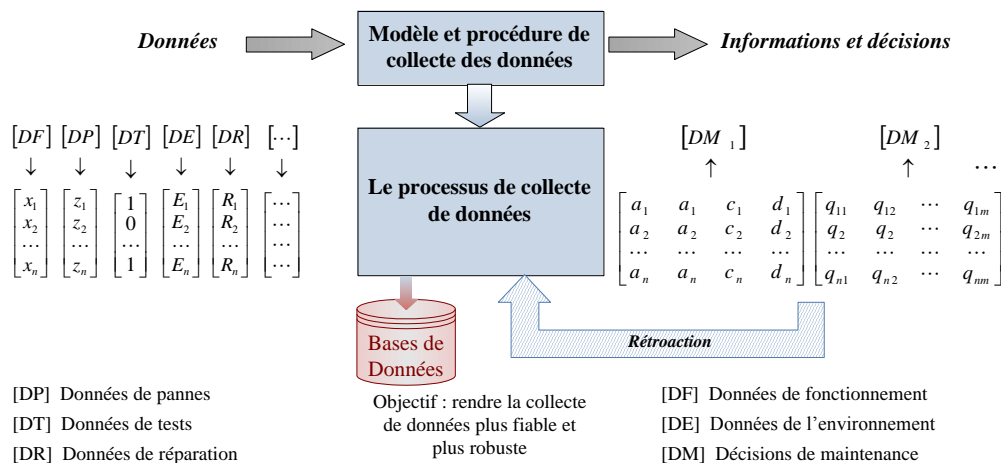 Données
Modèle et procédure de
collecte des données
Informations et décisions
[DF] [DP] [DT] [DE] [DR] [⋯]
↓ ↓ ↓ ↓ ↓ ↓
x₁ z₁ 1 E₁ R₁ ⋯
x₂ z₂ 0 E₂ R₂ ⋯
⋯ ⋯ ⋯ ⋯ ⋯ ⋯
xₙ zₙ 1 Eₙ Rₙ ⋯
Le processus de collecte
de données
[DM ₁] [DM ₂] ⋯
↑ ↑
a₁ a₁ c₁ d₁
a₂ a₂ c₂ d₂
⋯ ⋯ ⋯ ⋯
aₙ aₙ cₙ dₙ
q₁₁ q₁₂ ⋯ q₁ₘ
q₂ q₂ ⋯ q₂ₘ
⋯ ⋯ ⋯ ⋯
qₙ₁ qₙ₂ ⋯ qₙₘ
Bases de
Données
Rétroaction
[DP] Données de pannes
[DT] Données de tests
[DR] Données de réparation
Objectif : rendre la collecte
de données plus fiable et
plus robuste
[DF] Données de fonctionnement
[DE] Données de l’environnement
[DM] Décisions de maintenance